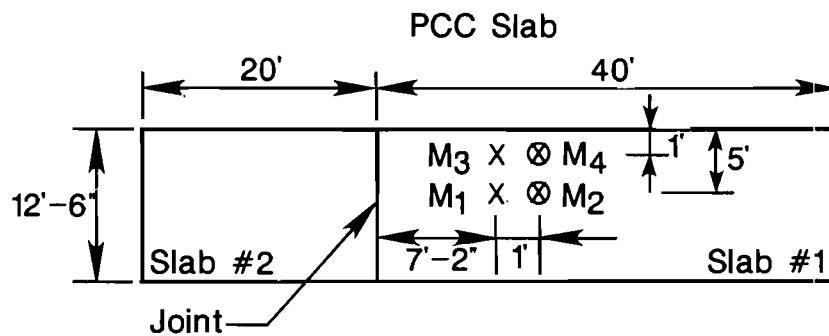 PCC Slab
20'
40'
M3 X ⊗ M4
1'
5'
12'-6"
M1 X ⊗ M2
7'-2"
1'
Slab #2
Slab #1
Joint